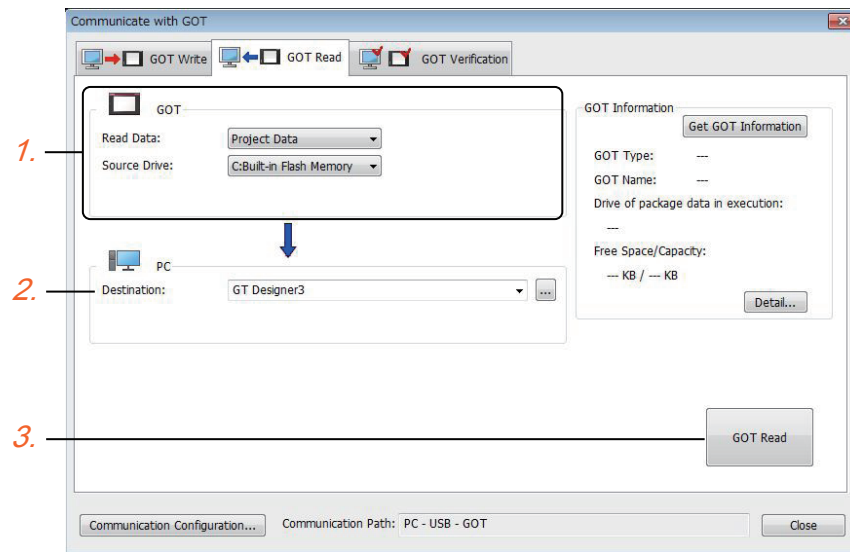 Communicate with GOT
GOT Write
GOT Read
GOT Verification
1.
GOT
Read Data:
Project Data
Source Drive:
C:Built-in Flash Memory
GOT Information
Get GOT Information
GOT Type: ---
GOT Name: ---
Drive of package data in execution:
---
Free Space/Capacity:
--- KB / --- KB
Detail...
2.
PC
Destination:
GT Designer3
...
3.
GOT Read
Communication Configuration...
Communication Path: PC - USB - GOT
Close